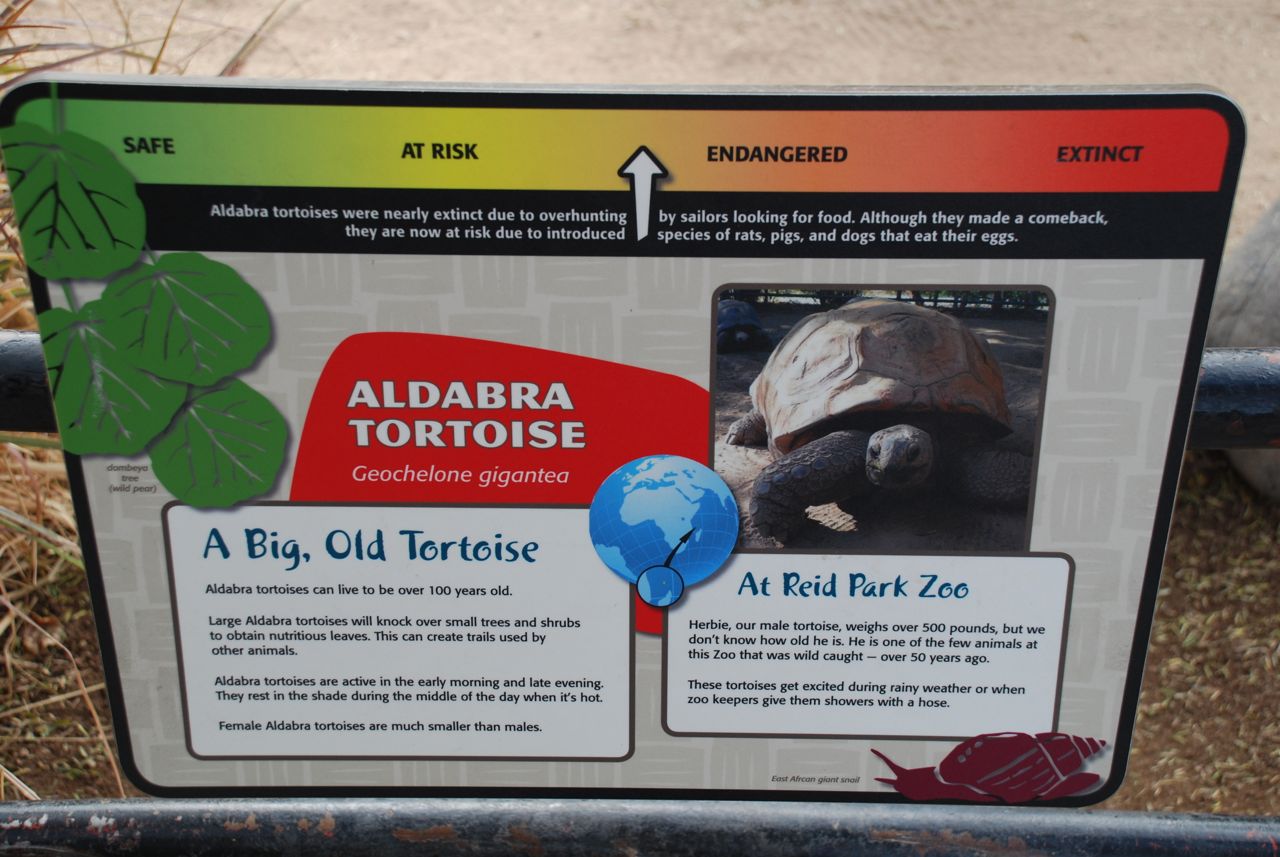 SAFE AT RISK ENDANGERED EXTINCT
Aldabra tortoises were nearly extinct due to overhunting by sailors looking for food. Although they made a comeback,
they are now at risk due to introduced species of rats, pigs, and dogs that eat their eggs.
ALDABRA
TORTOISE
Geochelone gigantea
dombeya
tree
(wild pear)
A Big, Old Tortoise
Aldabra tortoises can live to be over 100 years old.
Large Aldabra tortoises will knock over small trees and shrubs
to obtain nutritious leaves. This can create trails used by
other animals.
Aldabra tortoises are active in the early morning and late evening.
They rest in the shade during the middle of the day when it's hot.
Female Aldabra tortoises are much smaller than males.
At Reid Park Zoo
Herbie, our male tortoise, weighs over 500 pounds, but we
don't know how old he is. He is one of the few animals at
this Zoo that was wild caught — over 50 years ago.
These tortoises get excited during rainy weather or when
zoo keepers give them showers with a hose.
East Afrcan giant snail